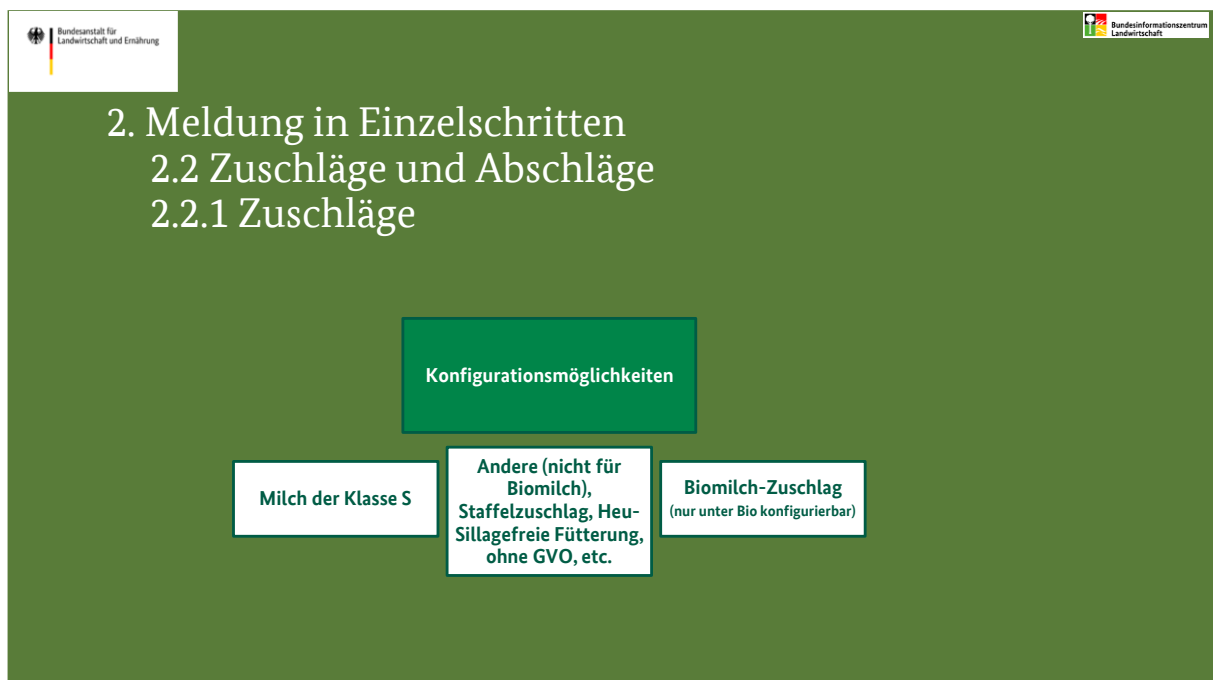 Bundesanstalt für
Landwirtschaft und Ernährung
Bundesinformationszentrum
Landwirtschaft
2. Meldung in Einzelschritten
2.2 Zuschläge und Abschläge
2.2.1 Zuschläge
Konfigurationsmöglichkeiten
Milch der Klasse S
Andere (nicht für
Biomilch),
Staffelzuschlag, Heu-
Sillagefreie Fütterung,
ohne GVO, etc.
Biomilch-Zuschlag
(nur unter Bio konfigurierbar)